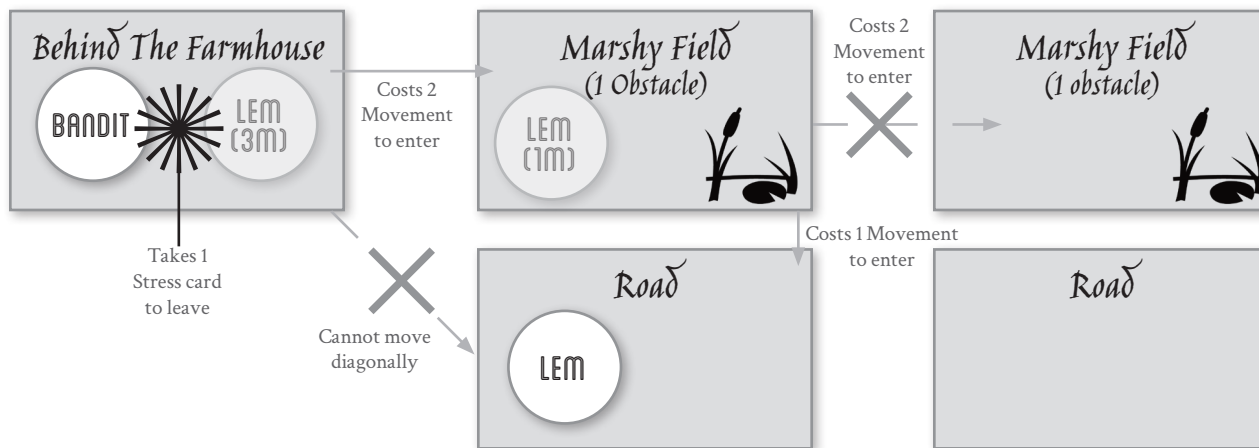 Behind The Farmhouse
BANDIT
LEM
(3M)
Takes 1
Stress card
to leave
Costs 2
Movement
to enter
Marshy Field
(1 Obstacle)
LEM
(1M)
Costs 2
Movement
to enter
Marshy Field
(1 obstacle)
Cannot move
diagonally
Costs 1 Movement
to enter
Road
LEM
Road